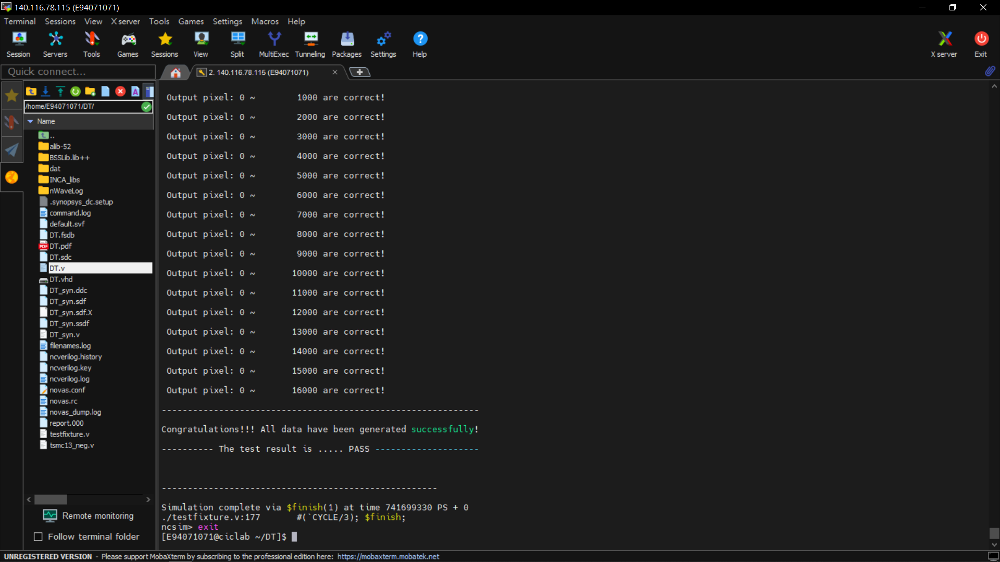 140.116.78.115 (E94071071)
Terminal Sessions View X server Tools Games Settings Macros Help
Session Servers Tools Games Sessions View Split MultiExec Tunneling Packages Settings Help X server Exit
Quick connect...
2. 140.116.78.115 (E94071071)
/home/E94071071/DT/
Name
..
alib-52
BSSLib.lib++
dat
INCA_libs
nWaveLog
.synopsys_dc.setup
command.log
default.svf
DT.fsdb
PDF DT.pdf
DT.sdc
DT.v
DT.vhd
DT_syn.ddc
DT_syn.sdf
DT_syn.sdf.X
DT_syn.ssdf
DT_syn.v
filenames.log
ncverilog.history
ncverilog.key
ncverilog.log
novas.conf
novas.rc
novas_dump.log
report.000
testfixture.v
tsmc13_neg.v
Remote monitoring
Follow terminal folder
Output pixel: 0 ~        1000 are correct!
Output pixel: 0 ~        2000 are correct!
Output pixel: 0 ~        3000 are correct!
Output pixel: 0 ~        4000 are correct!
Output pixel: 0 ~        5000 are correct!
Output pixel: 0 ~        6000 are correct!
Output pixel: 0 ~        7000 are correct!
Output pixel: 0 ~        8000 are correct!
Output pixel: 0 ~        9000 are correct!
Output pixel: 0 ~       10000 are correct!
Output pixel: 0 ~       11000 are correct!
Output pixel: 0 ~       12000 are correct!
Output pixel: 0 ~       13000 are correct!
Output pixel: 0 ~       14000 are correct!
Output pixel: 0 ~       15000 are correct!
Output pixel: 0 ~       16000 are correct!
-------------------------------------------------------------
Congratulations!!! All data have been generated successfully!
---------- The test result is ..... PASS --------------------
-----------------------------------------------------
Simulation complete via $finish(1) at time 741699330 PS + 0
./testfixture.v:177       #(`CYCLE/3); $finish;
ncsim> exit
[E94071071@ciclab ~/DT]$
UNREGISTERED VERSION - Please support MobaXterm by subscribing to the professional edition here: https://mobaxterm.mobatek.net